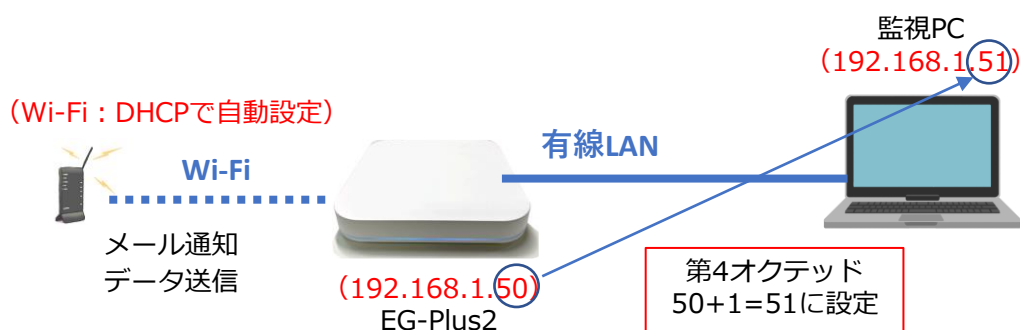 監視PC
(192.168.1.51)
(Wi-Fi:DHCPで自動設定)
Wi-Fi
有線LAN
メール通知
データ送信
(192.168.1.50)
EG-Plus2
第4オクテッド
50+1=51に設定